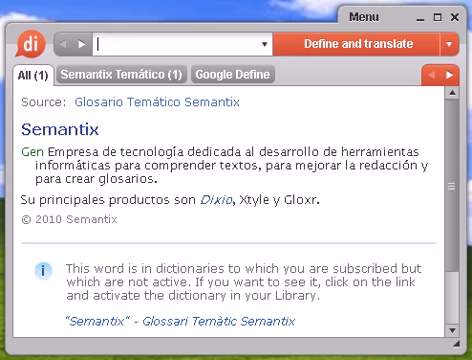 Menu
di
Define and translate
All (1)
Semantix Temático (1)
Google Define
Source: Glosario Temático Semantix
Semantix
Gen Empresa de tecnología dedicada al desarrollo de herramientas
informáticas para comprender textos, para mejorar la redacción y
para crear glosarios.
Su principales productos son Dixio, Xtyle y Gloxr.
© 2010 Semantix
i
This word is in dictionaries to which you are subscribed but
which are not active. If you want to see it, click on the link
and activate the dictionary in your Library.
"Semantix" - Glossari Temàtic Semantix